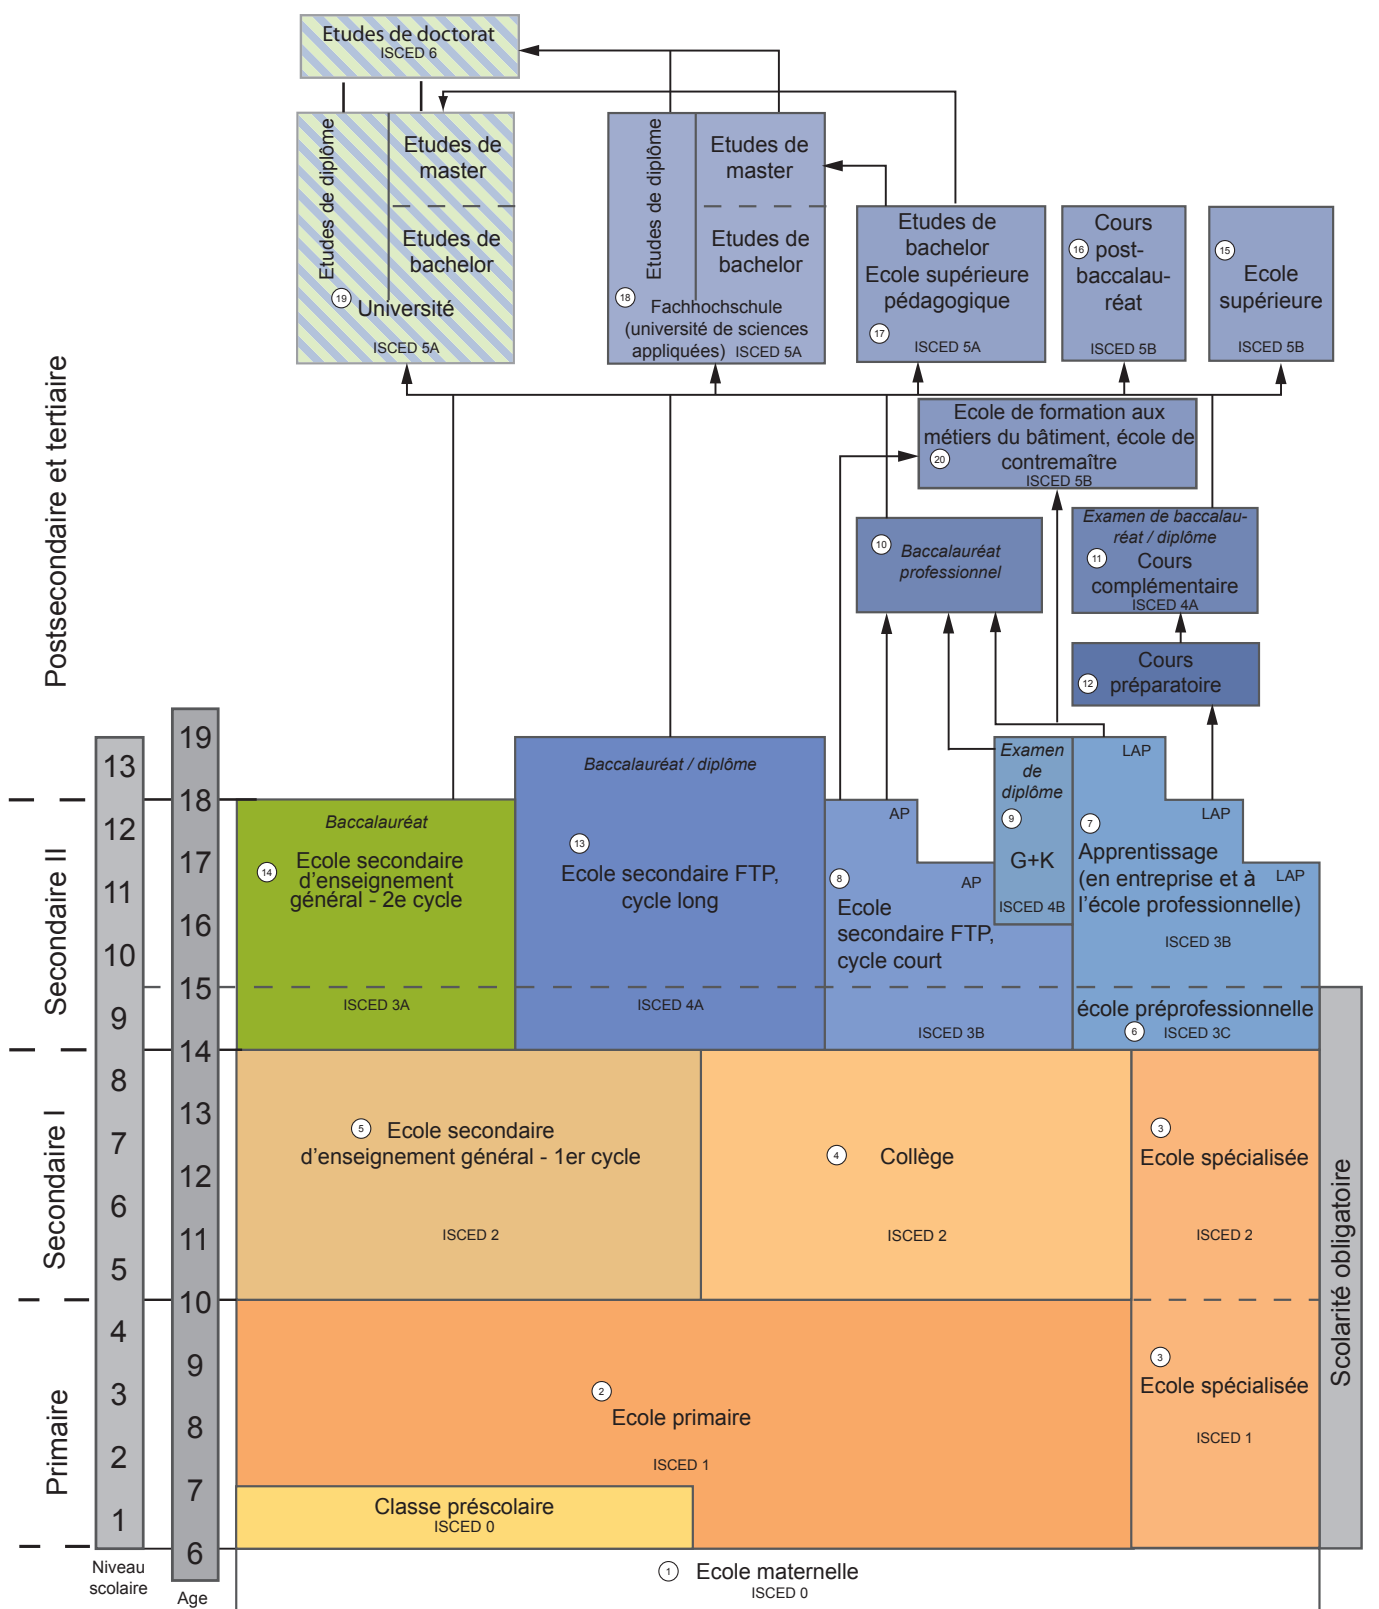 Etudes de doctorat
ISCED 6
Etudes de diplôme
Etudes de
master
Etudes de
bachelor
19
Université
ISCED 5A
Etudes de diplôme
Etudes de
master
Etudes de
bachelor
18
Fachhochschule
(université de sciences
appliquées) ISCED 5A
Etudes de
bachelor
Ecole supérieure
pédagogique
17
ISCED 5A
Cours
16 post-
baccalau-
réat
ISCED 5B
15
Ecole
supérieure
ISCED 5B
Postsecondaire et tertiaire
Ecole de formation aux
métiers du bâtiment, école de
20 contremaître
ISCED 5B
10
Baccalauréat
professionnel
Examen de baccalau-
réat / diplôme
11 Cours
complémentaire
ISCED 4A
Cours
12 préparatoire
13
12
11
10
9
8
7
6
5
4
3
2
1
Niveau
scolaire
19
18
17
16
15
14
13
12
11
10
9
8
7
6
Age
Secondaire II
Baccalauréat
14 Ecole secondaire
d'enseignement
général - 2e cycle
ISCED 3A
Baccalauréat / diplôme
13
Ecole secondaire FTP,
cycle long
ISCED 4A
AP
AP
8
Ecole
secondaire FTP,
cycle court
ISCED 3B
Examen
de
diplôme
9
G+K
ISCED 4B
LAP
LAP
LAP
7
Apprentissage
(en entreprise et à
l'école professionnelle)
ISCED 3B
école préprofessionnelle
6 ISCED 3C
Secondaire I
5 Ecole secondaire
d'enseignement général - 1er cycle
ISCED 2
4 Collège
ISCED 2
3
Ecole spécialisée
ISCED 2
Primaire
2
Ecole primaire
ISCED 1
3
Ecole spécialisée
ISCED 1
Classe préscolaire
ISCED 0
1 Ecole maternelle
ISCED 0
Scolarité obligatoire